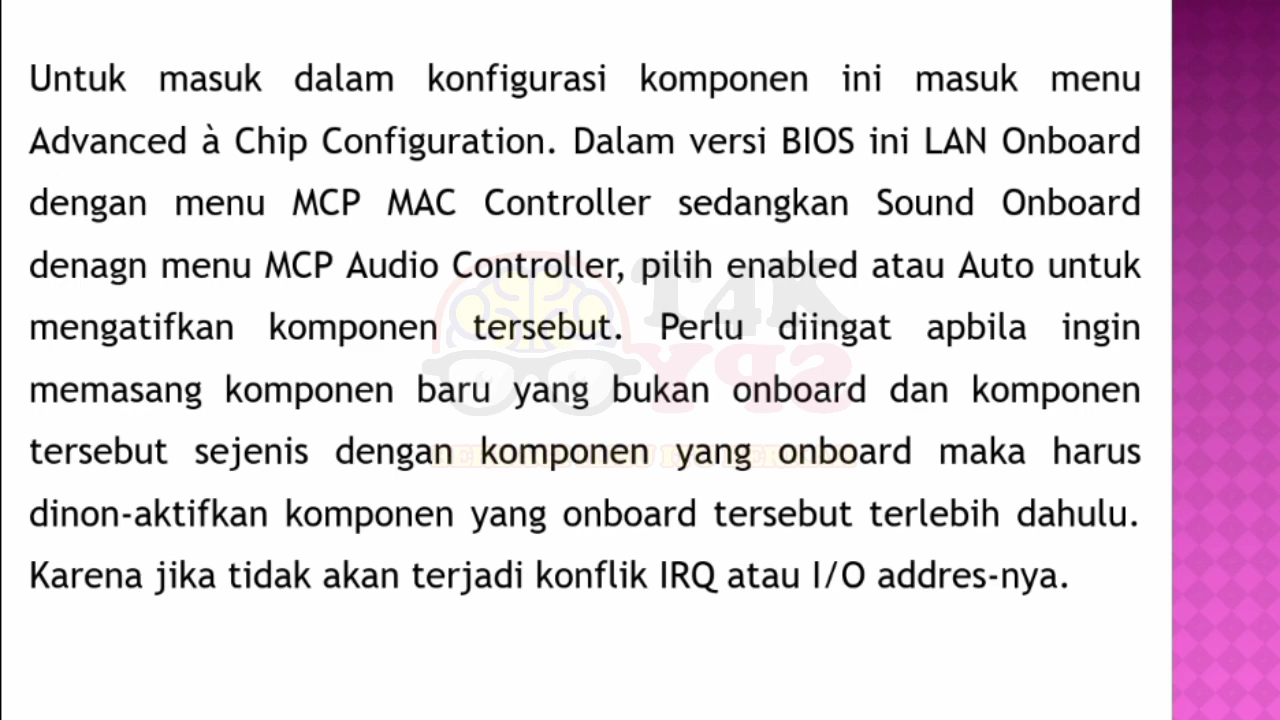 Untuk masuk dalam konfigurasi komponen ini masuk menu
Advanced à Chip Configuration. Dalam versi BIOS ini LAN Onboard
dengan menu MCP MAC Controller sedangkan Sound Onboard
denagn menu MCP Audio Controller, pilih enabled atau Auto untuk
mengatifkan komponen tersebut. Perlu diingat apbila ingin
memasang komponen baru yang bukan onboard dan komponen
tersebut sejenis dengan komponen yang onboard maka harus
dinon-aktifkan komponen yang onboard tersebut terlebih dahulu.
Karena jika tidak akan terjadi konflik IRQ atau I/O addres-nya.